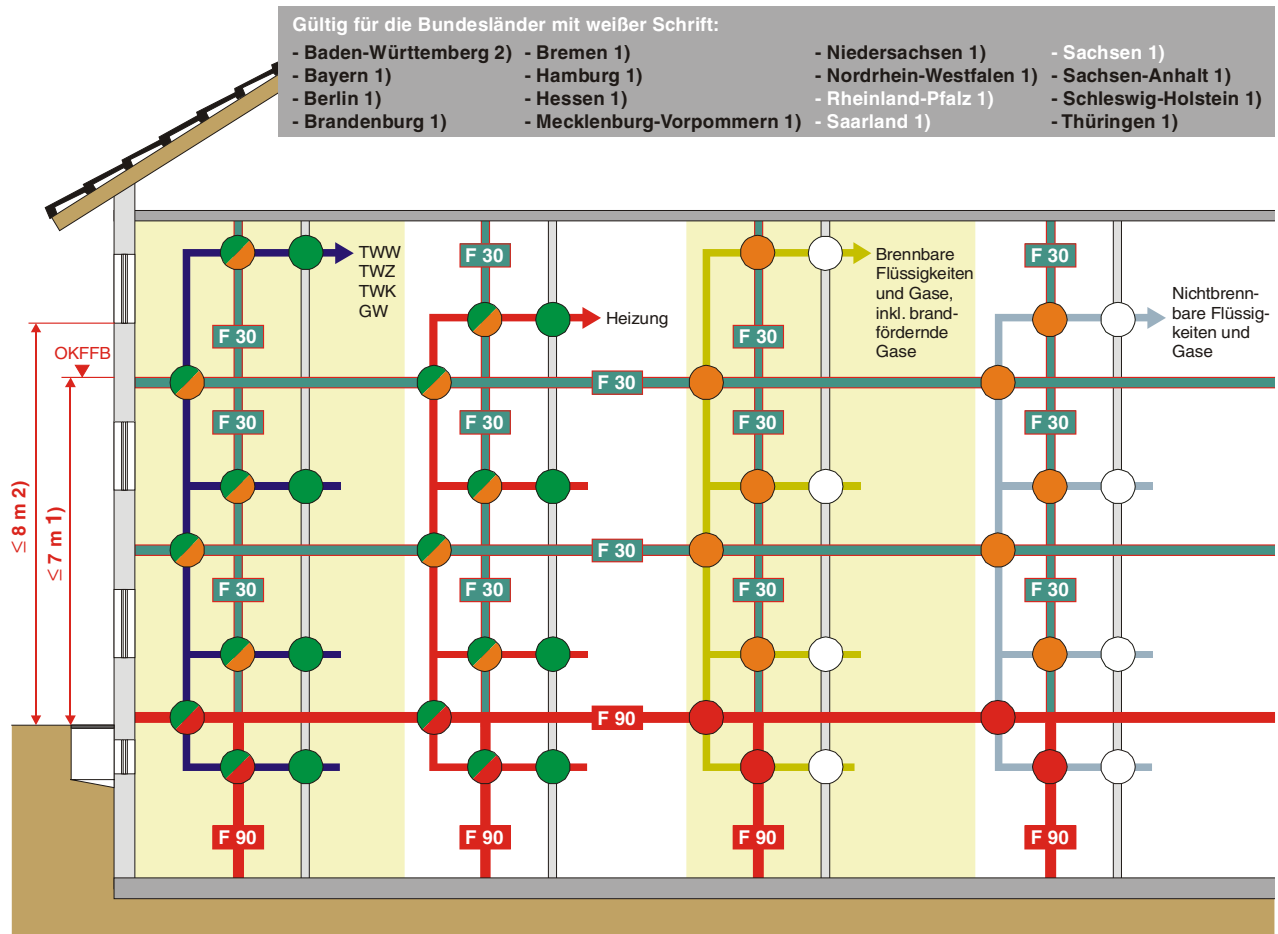 Gültig für die Bundesländer mit weißer Schrift:
- Baden-Württemberg 2)
- Bayern 1)
- Berlin 1)
- Brandenburg 1)
- Bremen 1)
- Hamburg 1)
- Hessen 1)
- Mecklenburg-Vorpommern 1)
- Niedersachsen 1)
- Nordrhein-Westfalen 1)
- Rheinland-Pfalz 1)
- Saarland 1)
- Sachsen 1)
- Sachsen-Anhalt 1)
- Schleswig-Holstein 1)
- Thüringen 1)
TWW
TWZ
TWK
GW
Heizung
Brennbare
Flüssigkeiten
und Gase,
inkl. brand-
fördernde
Gase
Nichtbrenn-
bare Flüssig-
keiten und
Gase
F 30
F 30
F 30
F 30
OKFFB
F 30
F 30
F 30
F 30
F 30
F 30
≤ 8 m 2)
≤ 7 m 1)
F 30
F 30
F 30
F 30
F 30
F 90
F 90
F 90
F 90
F 90